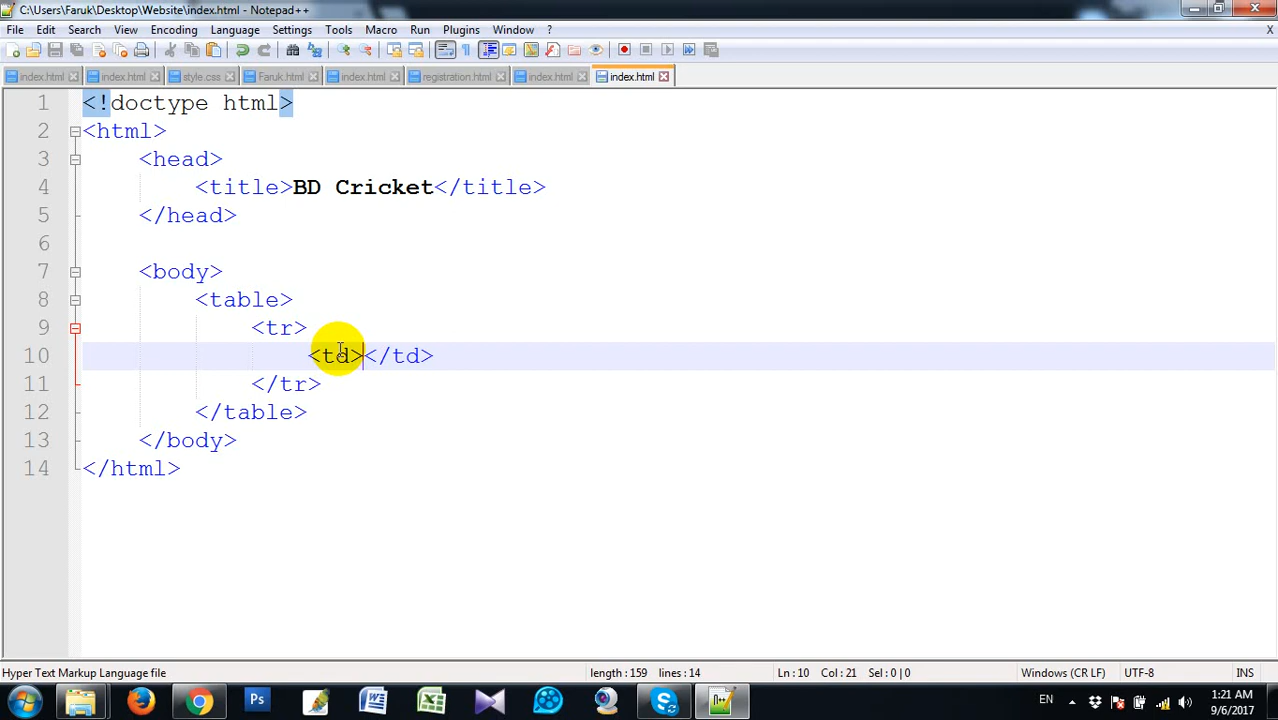 C:\Users\Faruk\Desktop\Website\index.html - Notepad++
File Edit Search View Encoding Language Settings Tools Macro Run Plugins Window ? X
index.html index.html style.css Faruk.html index.html registration.html index.html index.html
1 <!doctype html>
2 <html>
3 <head>
4 <title>BD Cricket</title>
5 </head>
6
7 <body>
8 <table>
9 <tr>
10 <td></td>
11 </tr>
12 </table>
13 </body>
14 </html>
Hyper Text Markup Language file length : 159 lines : 14 Ln : 10 Col : 21 Sel : 0 | 0 Windows (CR LF) UTF-8 INS
EN 1:21 AM
9/6/2017